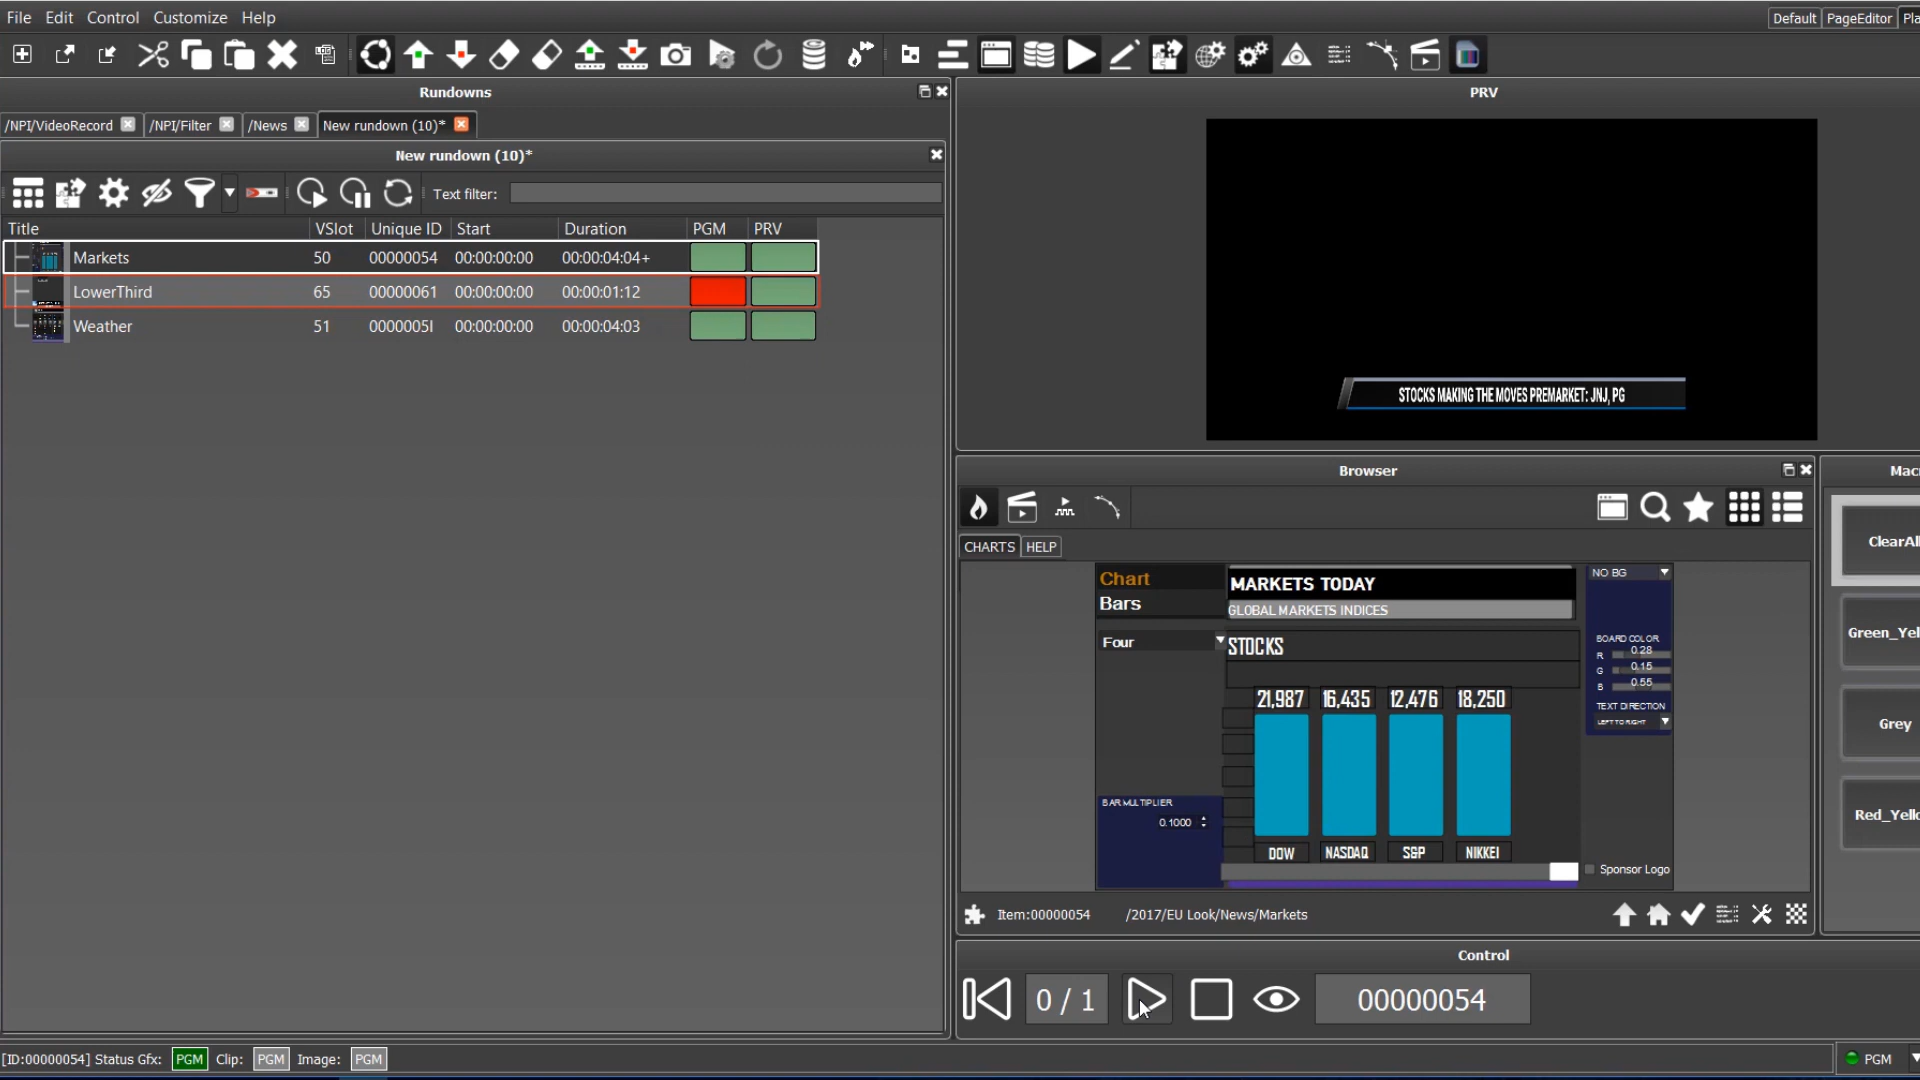 File Edit Control Customize Help
Default PageEditor
Rundowns
PRV
/NPI/VideoRecord /NPI/Filter /News New rundown (10)*
New rundown (10)*
Text filter:
Title VSlot Unique ID Start Duration PGM PRV
Markets 50 00000054 00:00:00:00 00:00:04:04+
LowerThird 65 00000061 00:00:00:00 00:00:01:12
Weather 51 0000005I 00:00:00:00 00:00:04:03
STOCKS MAKING THE MOVES PREMARKET: JNJ, PG
Browser
CHARTS HELP
Chart
Bars
Four
MARKETS TODAY
GLOBAL MARKETS INDICES
STOCKS
21,987 16,435 12,476 18,250
DOW NASDAQ S&P NIKKEI
BAR MULTIPLIER
0.1000
NO BG
BOARD COLOR
R 0.28
G 0.15
B 0.55
TEXT DIRECTION
LEFT TO RIGHT
Sponsor Logo
Item:00000054 /2017/EU Look/News/Markets
Grey
Control
0 / 1
00000054
[ID:00000054] Status Gfx: PGM Clip: PGM Image: PGM
PGM